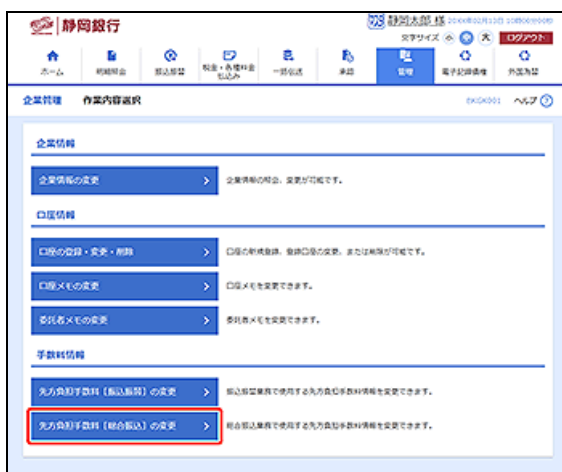 静岡銀行
静岡太郎 様
文字サイズ 小 中 大 ログアウト
ホーム 明細照会 振込振替 税金・各種料金 一括伝送 承認 管理 電子記録債権 外国為替
払込み
企業管理 作業内容選択 ヘルプ ?
企業情報
企業情報の変更 企業情報の照会、変更が可能です。
口座情報
口座の登録・変更・削除 口座の新規登録、登録口座の変更、または削除が可能です。
口座メモの変更 口座メモを変更できます。
委託者メモの変更 委託者メモを変更できます。
手数料情報
先方負担手数料［振込振替］の変更 振込振替業務で使用する先方負担手数料情報を変更できます。
先方負担手数料［総合振込］の変更 総合振込業務で使用する先方負担手数料情報を変更できます。